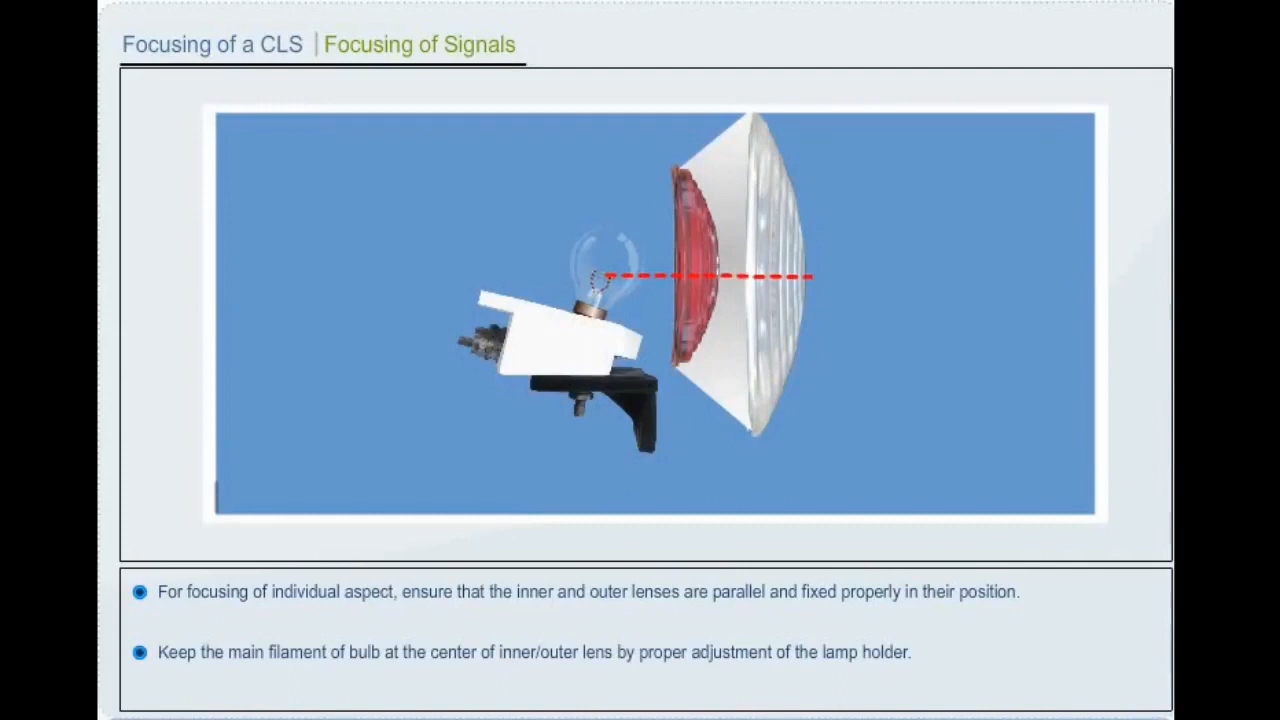 Focusing of a CLS | Focusing of Signals
For focusing of individual aspect, ensure that the inner and outer lenses are parallel and fixed properly in their position.
Keep the main filament of bulb at the center of inner/outer lens by proper adjustment of the lamp holder.